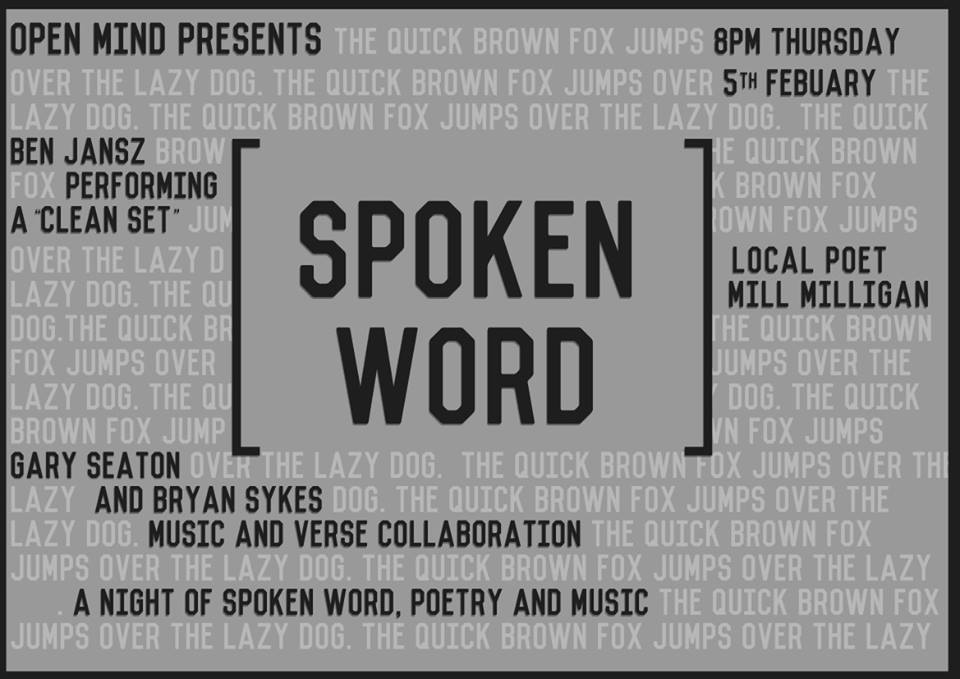 OPEN MIND PRESENTS THE QUICK BROWN FOX JUMPS 8PM THURSDAY
OVER THE LAZY DOG. THE QUICK BROWN FOX JUMPS OVER 5TH FEBUARY THE
LAZY DOG. THE QUICK BROWN FOX JUMPS OVER THE LAZY DOG. THE QUICK
BEN JANSZ BROW HE QUICK BROWN
FOX PERFORMING K BROWN FOX
A "CLEAN SET" JUM ROWN FOX JUMPS
SPOKEN
WORD
OVER THE LAZY D LOCAL POET
LAZY DOG. THE QU MILL MILLIGAN
DOG.THE QUICK BR THE QUICK BROWN
FOX JUMPS OVER JUMPS OVER THE
LAZY DOG. THE QU DOG. THE QUICK
BROWN FOX JUMP WN FOX JUMPS
GARY SEATON OVER THE LAZY DOG. THE QUICK BROWN FOX JUMPS OVER THE
LAZY AND BRYAN SYKES DOG. THE QUICK BROWN FOX JUMPS OVER THE
LAZY DOG. MUSIC AND VERSE COLLABORATION THE QUICK BROWN FOX
JUMPS OVER THE LAZY DOG. THE QUICK BROWN FOX JUMPS OVER THE LAZY
. A NIGHT OF SPOKEN WORD, POETRY AND MUSIC THE QUICK BROWN FOX
JUMPS OVER THE LAZY DOG. THE QUICK BROWN FOX JUMPS OVER THE LAZY